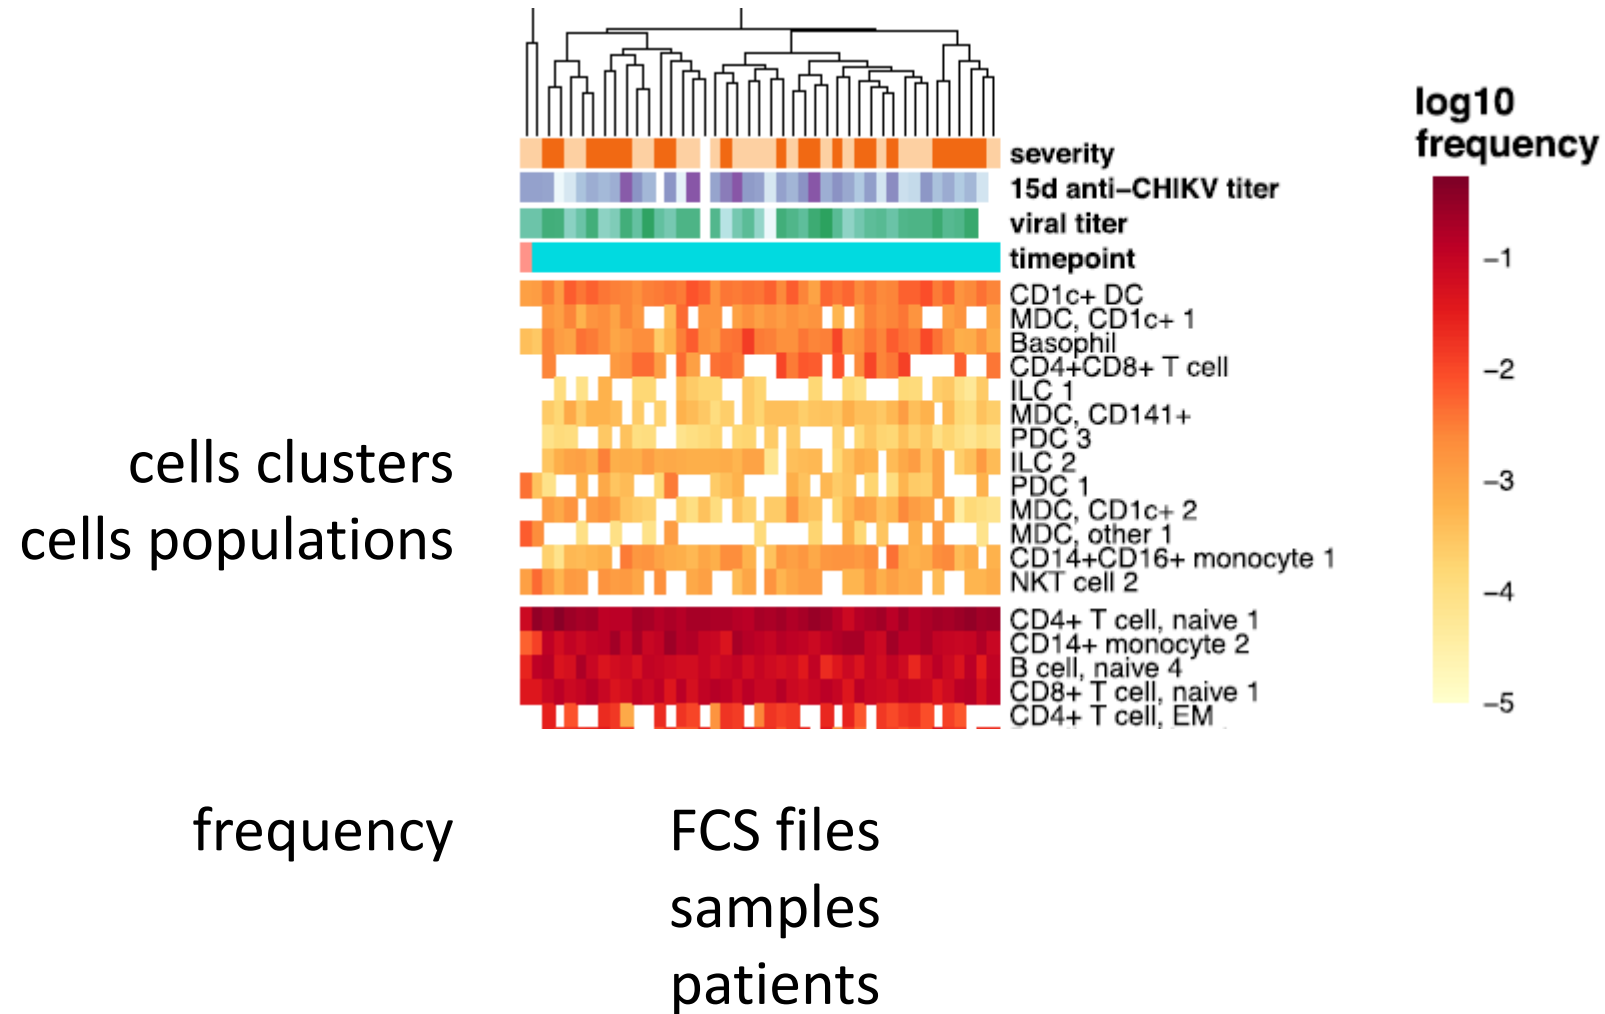 log10
frequency
severity
15d anti−CHIKV titer
viral titer
timepoint
−1
−2
−3
−4
−5
CD1c+ DC
MDC, CD1c+ 1
Basophil
CD4+CD8+ T cell
ILC 1
MDC, CD141+
PDC 3
ILC 2
PDC 1
MDC, CD1c+ 2
MDC, other 1
CD14+CD16+ monocyte 1
NKT cell 2
CD4+ T cell, naive 1
CD14+ monocyte 2
B cell, naive 4
CD8+ T cell, naive 1
CD4+ T cell, EM
cells clusters
cells populations
frequency
FCS files
samples
patients